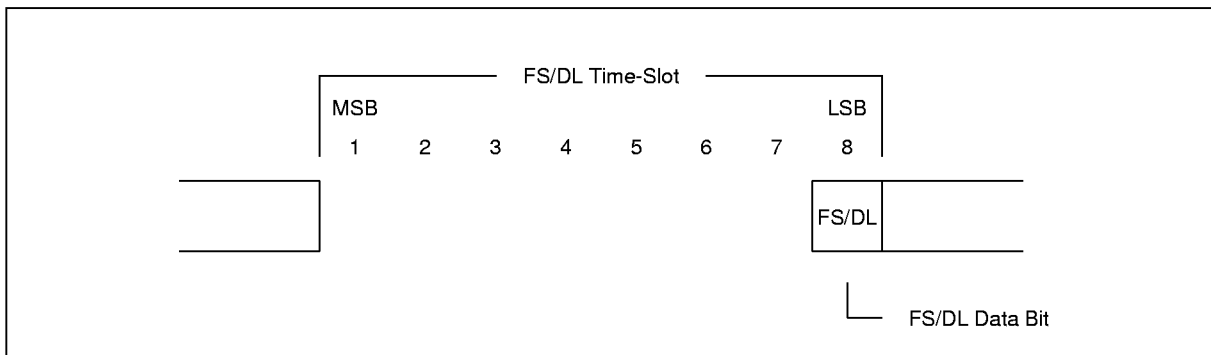 FS/DL Time-Slot
MSB LSB
1 2 3 4 5 6 7 8
FS/DL
FS/DL Data Bit